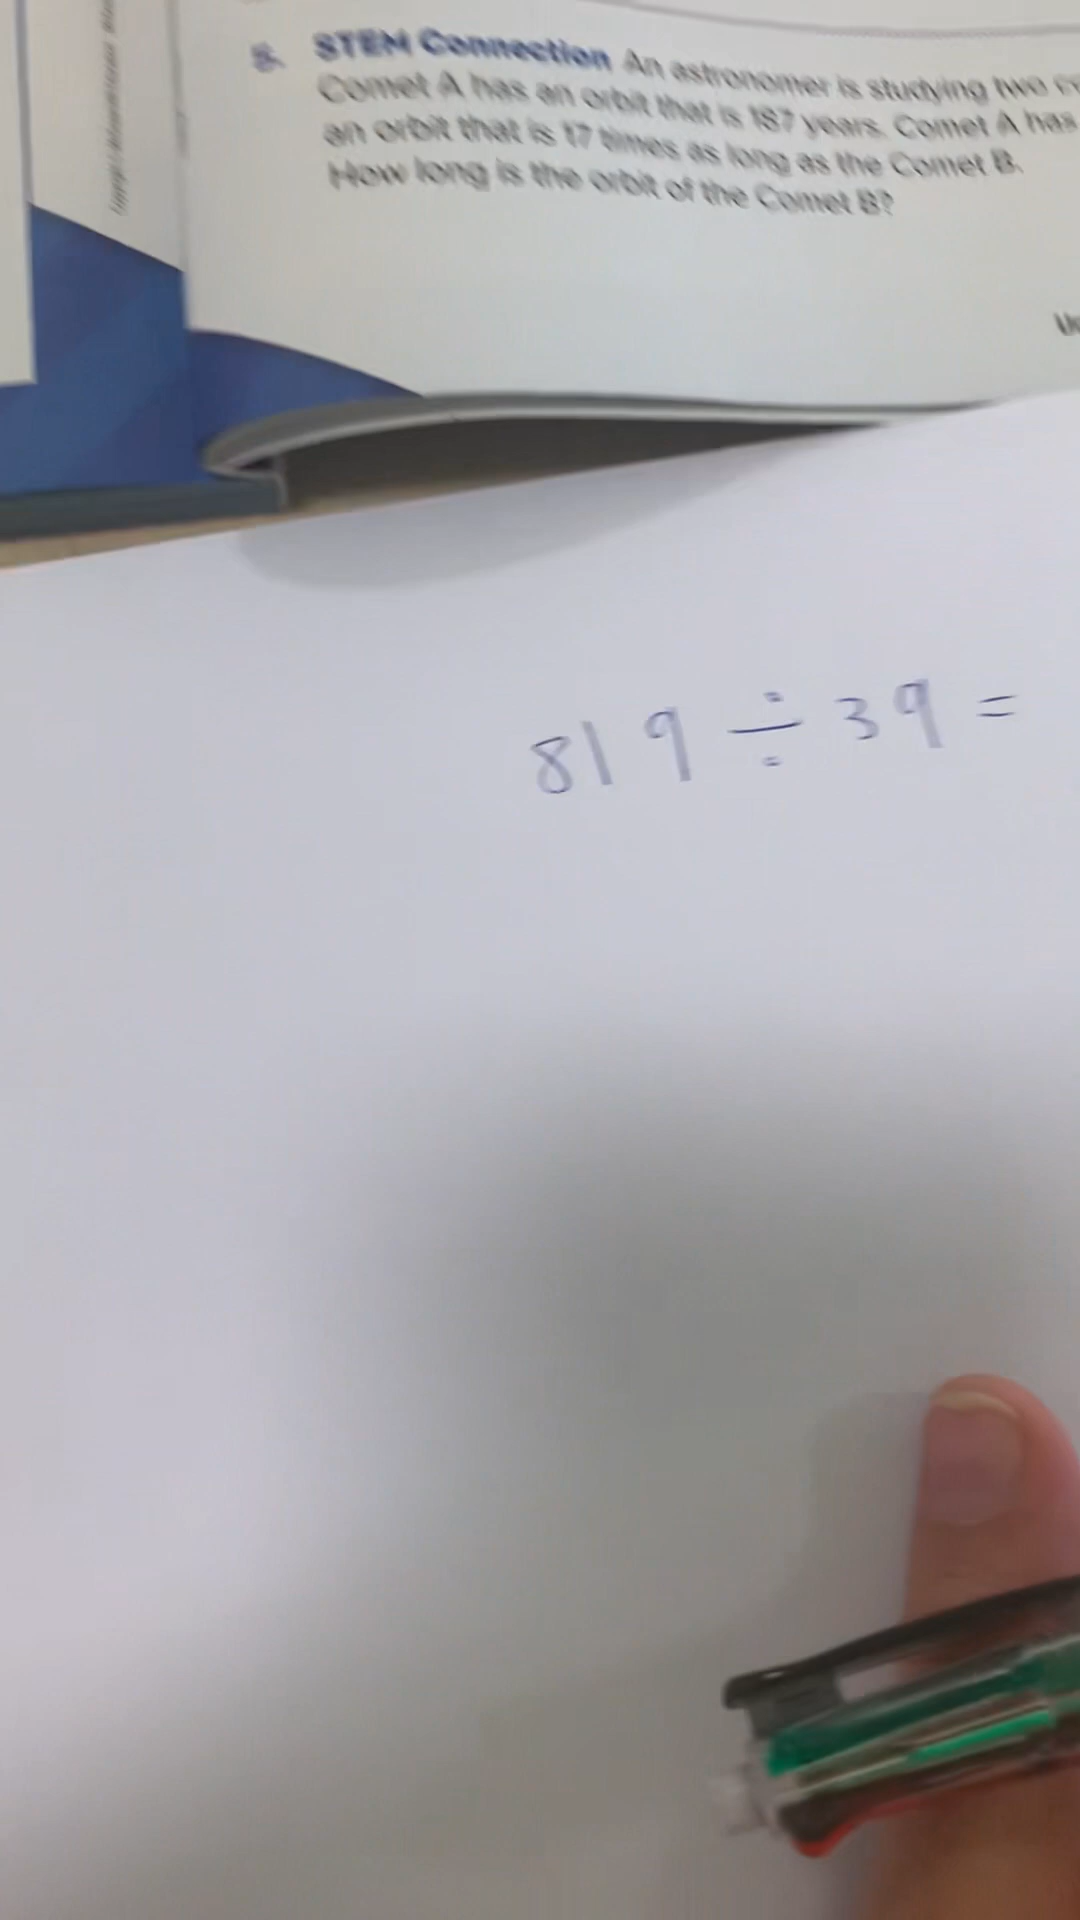 5. STEM Connection An astronomer is studying two
Comet A has an orbit that is 187 years. Comet A has
an orbit that is 17 times as long as the Comet B.
How long is the orbit of the Comet B?
819 ÷ 39 =